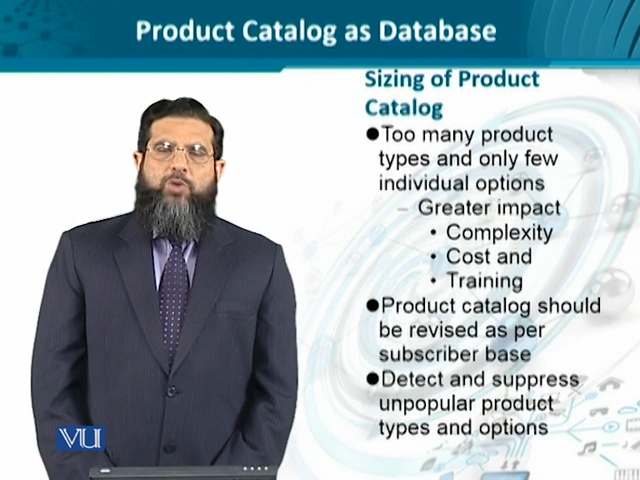 Product Catalog as Database
Sizing of Product
Catalog
●Too many product
types and only few
individual options
– Greater impact
• Complexity
• Cost and
• Training
●Product catalog should
be revised as per
subscriber base
●Detect and suppress
unpopular product
types and options
VU